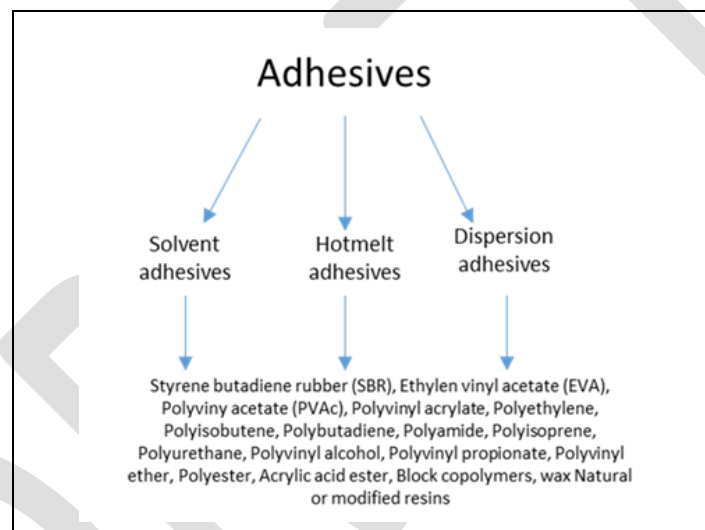 Adhesives
Solvent
adhesives
Hotmelt
adhesives
Dispersion
adhesives
Styrene butadiene rubber (SBR), Ethylen vinyl acetate (EVA),
Polyviny acetate (PVAc), Polyvinyl acrylate, Polyethylene,
Polyisobutene, Polybutadiene, Polyamide, Polyisoprene,
Polyurethane, Polyvinyl alcohol, Polyvinyl propionate, Polyvinyl
ether, Polyester, Acrylic acid ester, Block copolymers, wax Natural
or modified resins